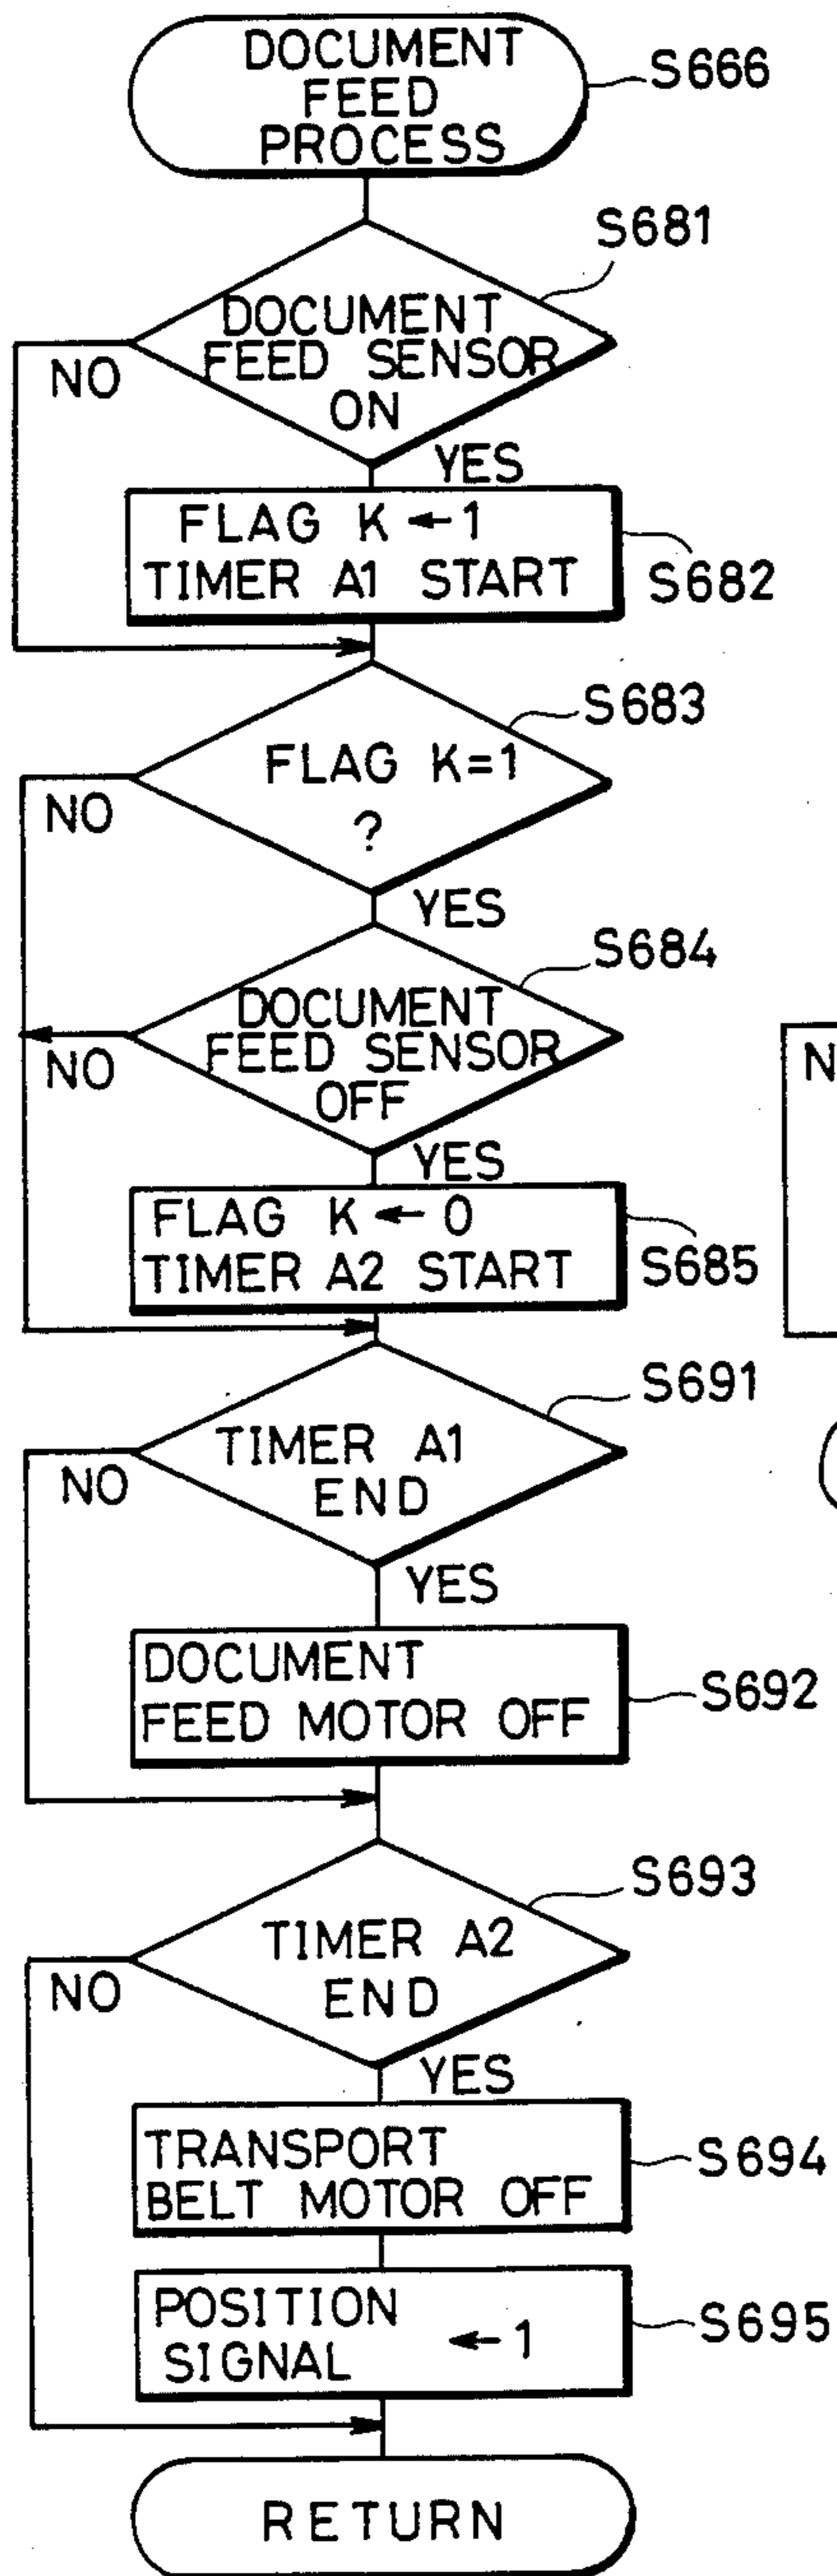 DOCUMENT
FEED
PROCESS
S666
S681
DOCUMENT
FEED SENSOR
ON
NO
YES
FLAG K ← 1
TIMER A1 START
S682
S683
FLAG K=1
?
NO
YES
S684
DOCUMENT
FEED SENSOR
OFF
NO
YES
FLAG K ← 0
TIMER A2 START
S685
N
S691
TIMER A1
END
NO
YES
DOCUMENT
FEED MOTOR OFF
S692
S693
TIMER A2
END
NO
YES
TRANSPORT
BELT MOTOR OFF
S694
POSITION
SIGNAL ← 1
S695
RETURN